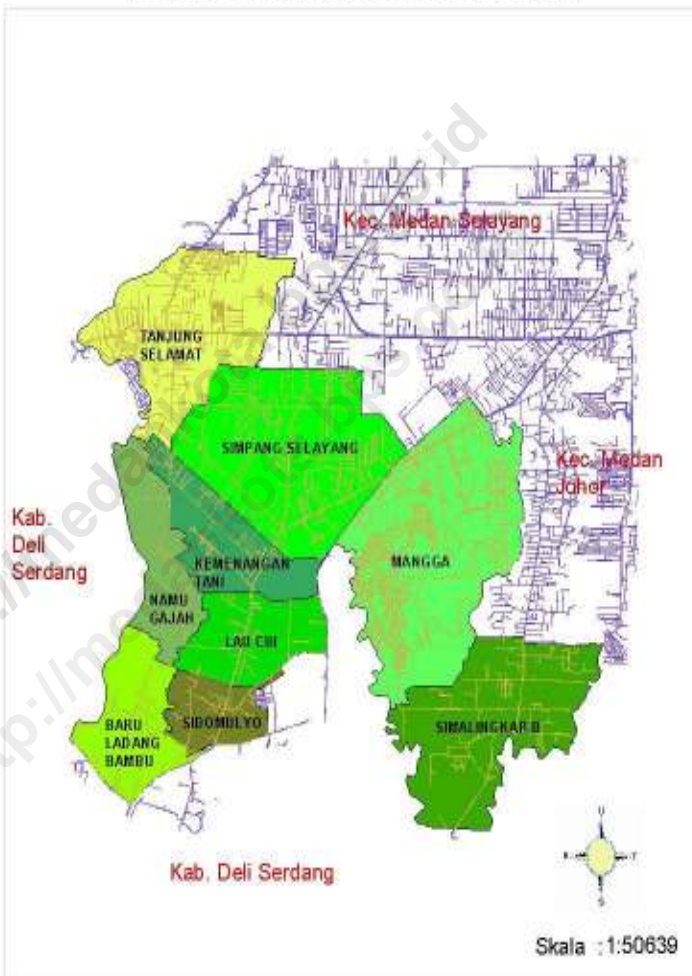 Kec. Medan Selayang
TANJUNG
SELAMAT
SIMPANG SELAYANG
Kec. Medan
Johor
Kab.
Deli
Serdang
KEMENANGAN
TANI
MANGGA
NAMU
GAJAH
LAU CIH
BARU
LADANG
BAMBU
SIDOMULYO
SIMALINGKAR B
Kab. Deli Serdang
U
S
Skala : 1:50639